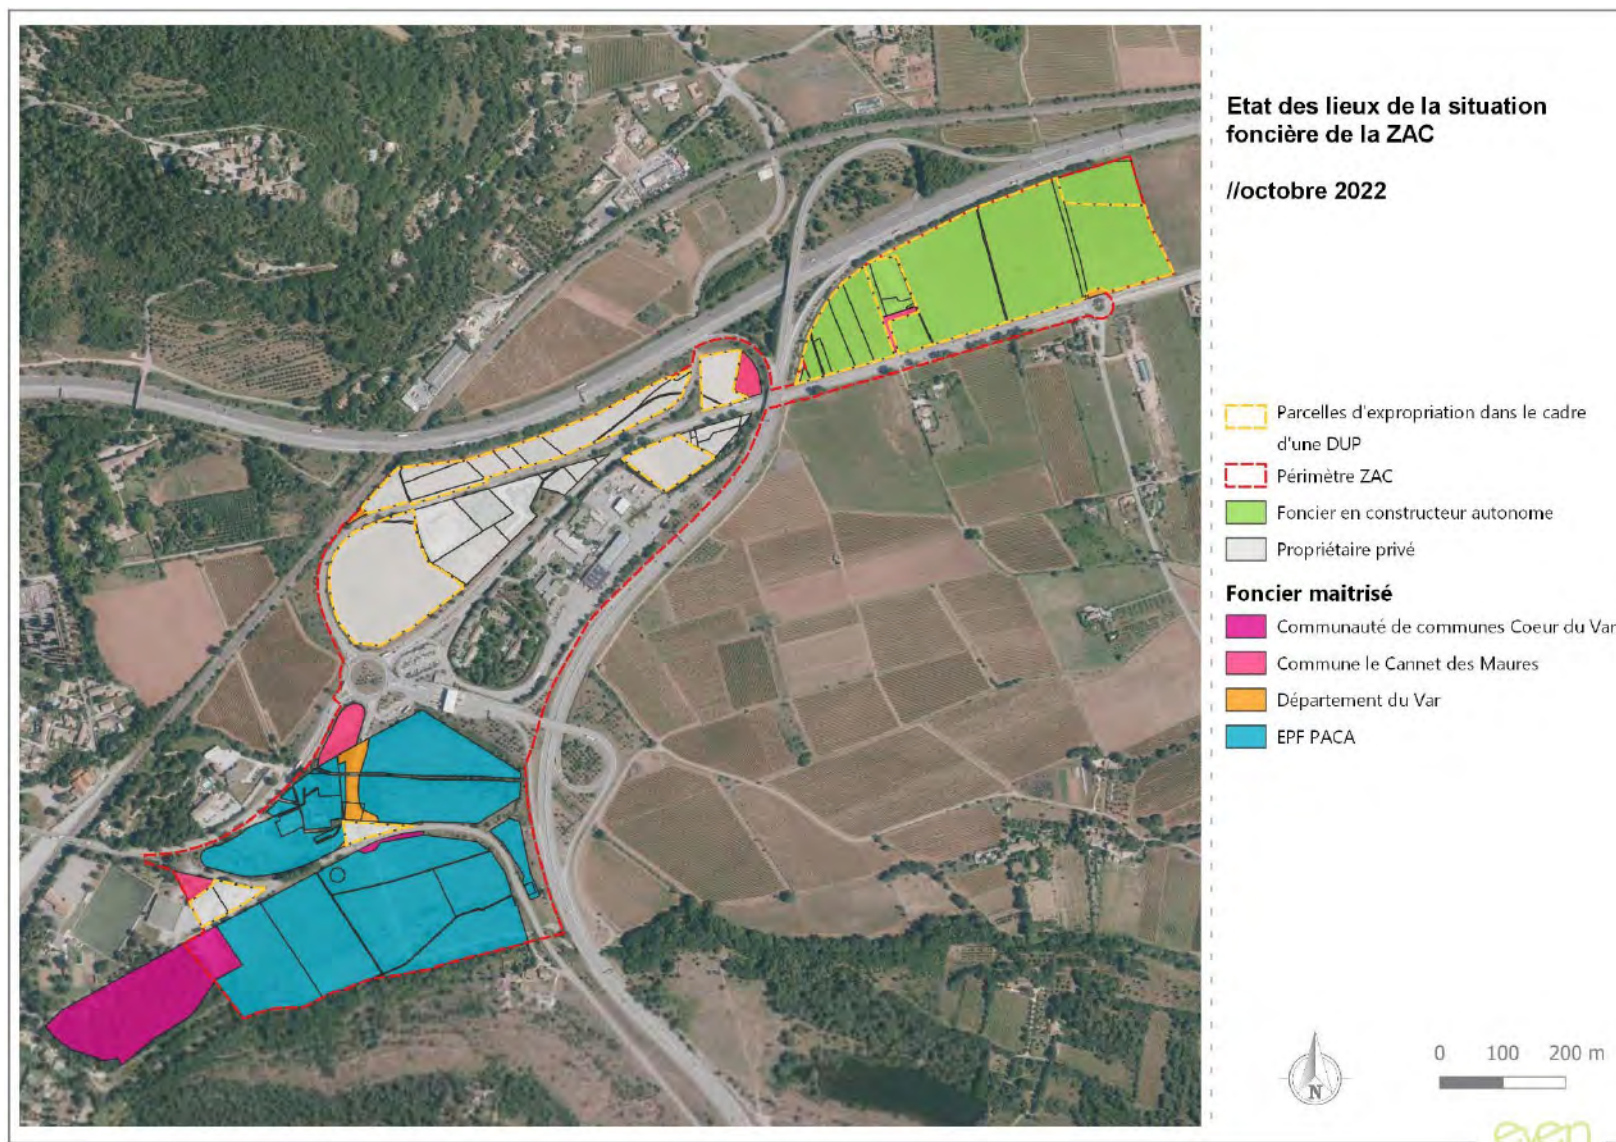 Etat des lieux de la situation
foncière de la ZAC
//octobre 2022
Parcelles d'expropriation dans le cadre
d'une DUP
Périmètre ZAC
Foncier en constructeur autonome
Propriétaire privé
Foncier maitrisé
Communauté de communes Coeur du Var
Commune le Cannet des Maures
Département du Var
EPF PACA
N
0 100 200 m
even